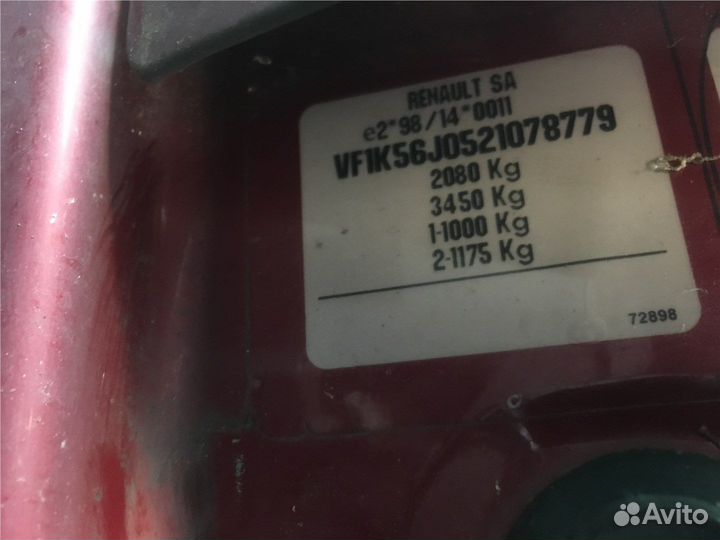 RENAULT SA
e2*98/14*0011
VF1K56J0521078779
2080 Kg
3450 Kg
1-1000 Kg
2-1175 Kg
72898
Avito